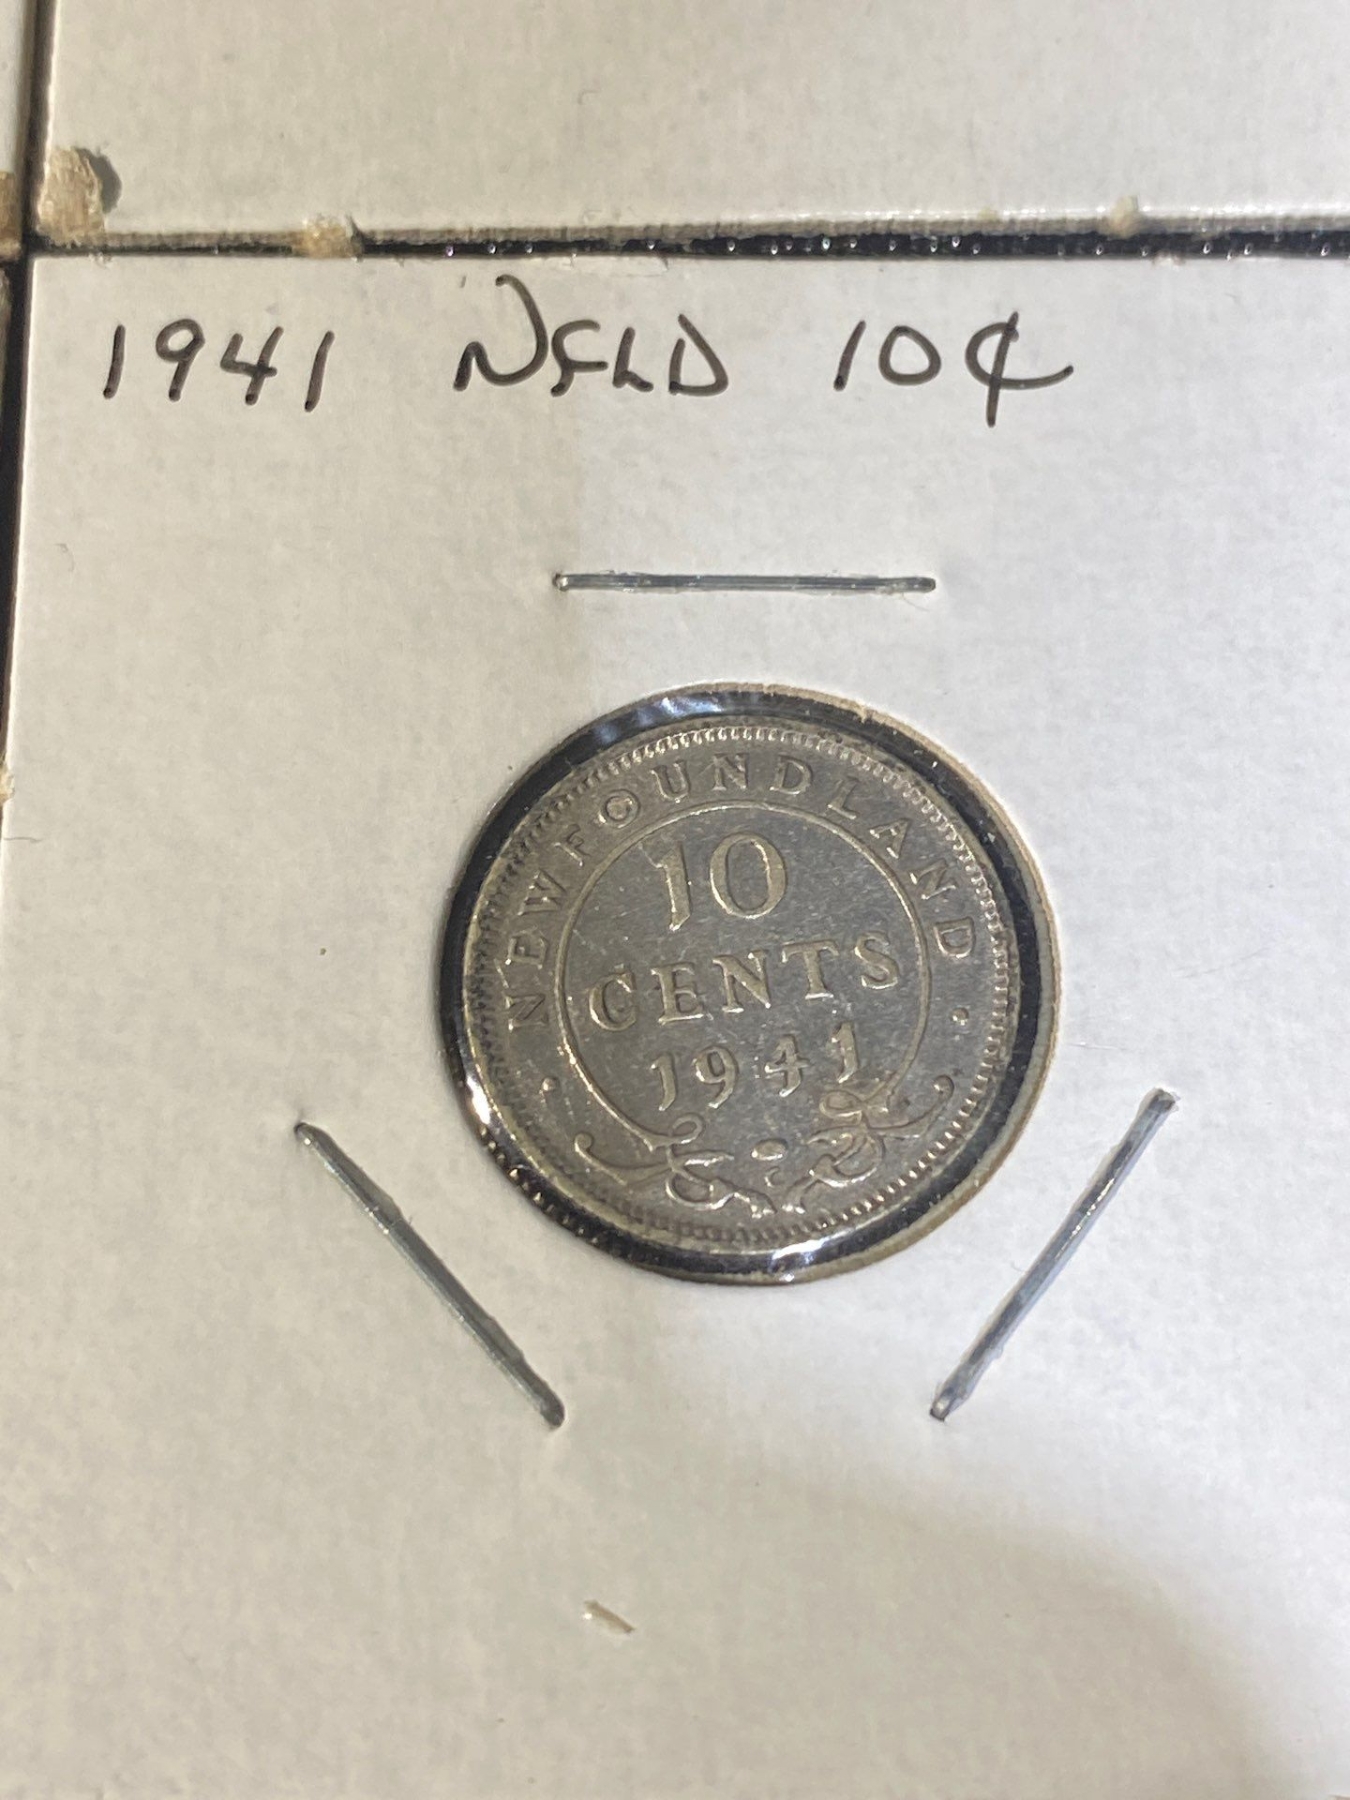 1941 NFLD 10¢
· NEWFOUNDLAND ·
10
CENTS
1941